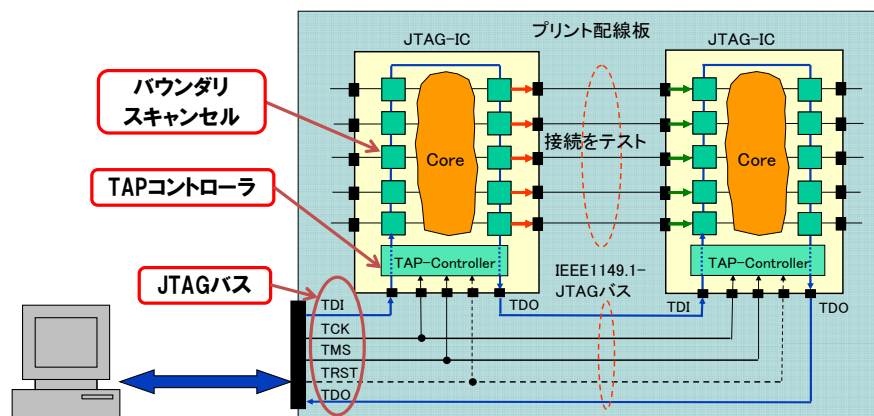 プリント配線板
JTAG-IC
JTAG-IC
バウンダリ
スキャンセル
Core
接続をテスト
Core
TAPコントローラ
TAP-Controller
IEEE1149.1-
JTAGバス
TAP-Controller
JTAGバス
TDI
TDO
TDI
TDO
TCK
TMS
TRST
TDO